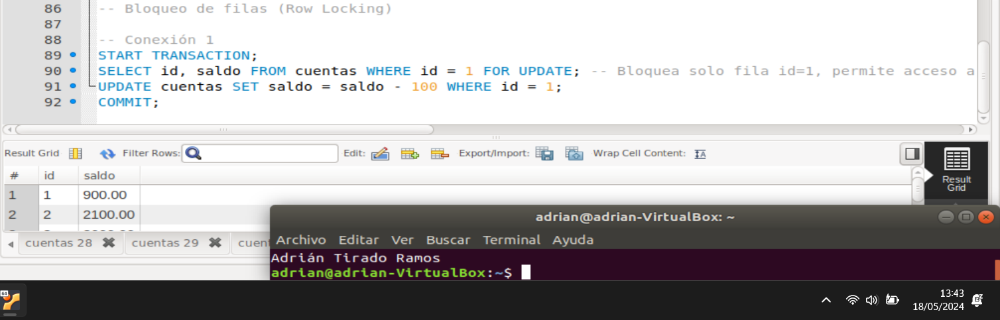 86 -- Bloqueo de filas (Row Locking)
87
88 -- Conexión 1
89 START TRANSACTION;
90 SELECT id, saldo FROM cuentas WHERE id = 1 FOR UPDATE; -- Bloquea solo fila id=1, permite acceso a
91 UPDATE cuentas SET saldo = saldo - 100 WHERE id = 1;
92 COMMIT;
Result Grid Filter Rows: Edit: Export/Import: Wrap Cell Content:
Result
Grid
# id saldo
1 1 900.00
2 2 2100.00
cuentas 28 cuentas 29
adrian@adrian-VirtualBox: ~
Archivo Editar Ver Buscar Terminal Ayuda
Adrián Tirado Ramos
adrian@adrian-VirtualBox:~$
64
13:43
18/05/2024